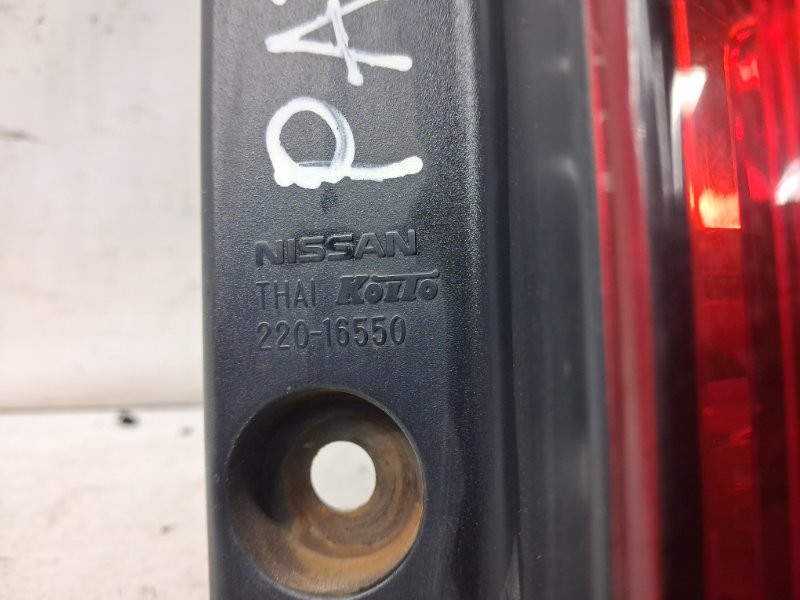 NISSAN
THAI KOITO
220-16550